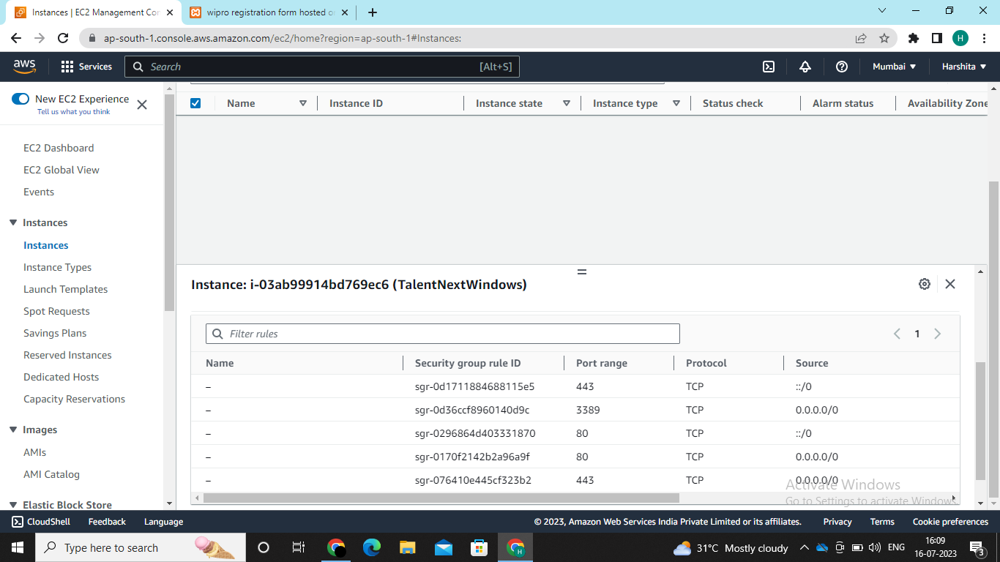 Instances | EC2 Management Con
wipro registration form hosted o
ap-south-1.console.aws.amazon.com/ec2/home?region=ap-south-1#Instances:
H
aws
Services
Search
[Alt+S]
Mumbai
Harshita
New EC2 Experience
Tell us what you think
EC2 Dashboard
EC2 Global View
Events
Instances
Instances
Instance Types
Launch Templates
Spot Requests
Savings Plans
Reserved Instances
Dedicated Hosts
Capacity Reservations
Images
AMIs
AMI Catalog
Elastic Block Store
Name Instance ID Instance state Instance type Status check Alarm status Availability Zone
Instance: i-03ab99914bd769ec6 (TalentNextWindows)
Filter rules
1
Name Security group rule ID Port range Protocol Source
– sgr-0d1711884688115e5 443 TCP ::/0
– sgr-0d36ccf8960140d9c 3389 TCP 0.0.0.0/0
– sgr-0296864d403331870 80 TCP ::/0
– sgr-0170f2142b2a96a9f 80 TCP 0.0.0.0/0
– sgr-076410e445cf323b2 443 TCP 0.0.0.0/0
Activate Windows
Go to Settings to activate Windows.
CloudShell Feedback Language
© 2023, Amazon Web Services India Private Limited or its affiliates. Privacy Terms Cookie preferences
Type here to search
H
31°C Mostly cloudy
ENG
16:09
16-07-2023
3